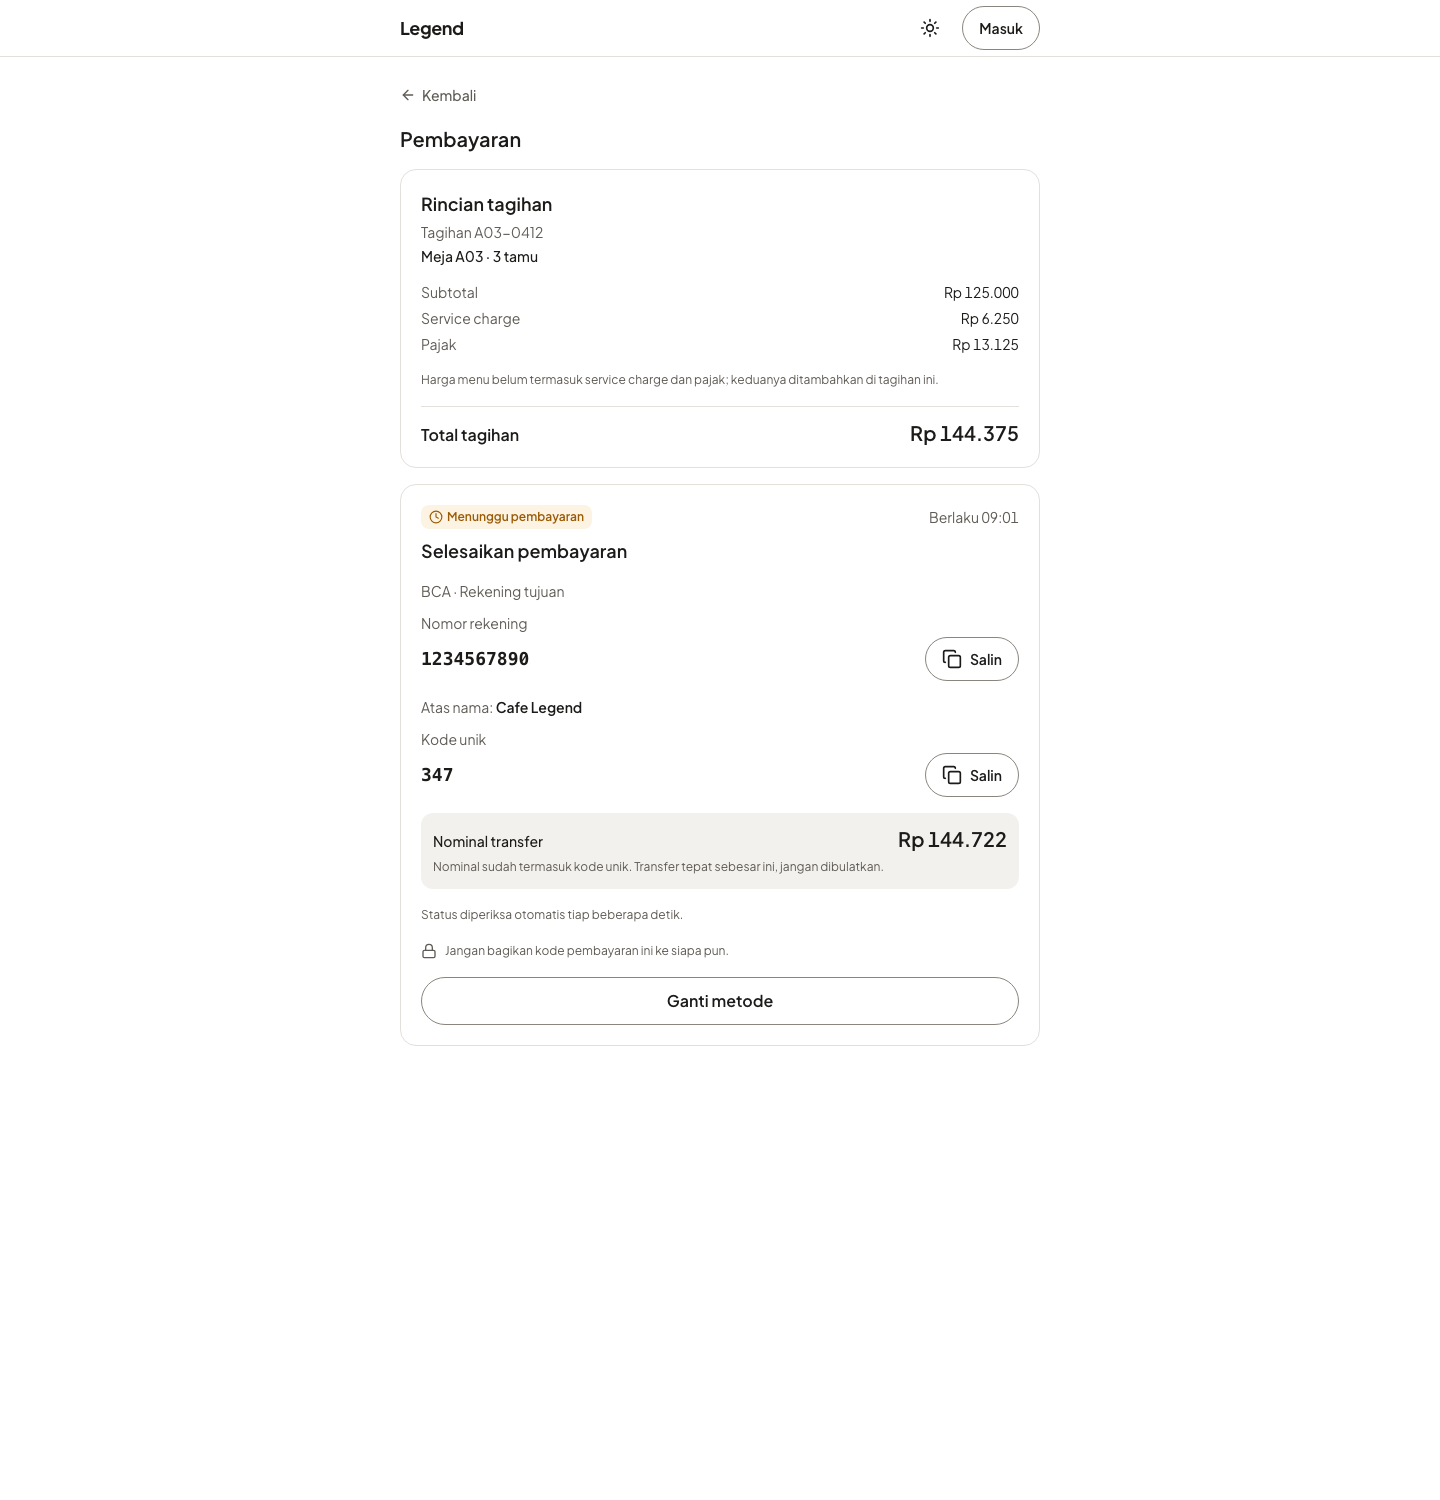 Legend
Masuk
Kembali
Pembayaran
Rincian tagihan
Tagihan A03-0412
Meja A03 · 3 tamu
Subtotal Rp 125.000
Service charge Rp 6.250
Pajak Rp 13.125
Harga menu belum termasuk service charge dan pajak; keduanya ditambahkan di tagihan ini.
Total tagihan Rp 144.375
Menunggu pembayaran Berlaku 09:01
Selesaikan pembayaran
BCA · Rekening tujuan
Nomor rekening
1234567890 Salin
Atas nama: Cafe Legend
Kode unik
347 Salin
Nominal transfer Rp 144.722
Nominal sudah termasuk kode unik. Transfer tepat sebesar ini, jangan dibulatkan.
Status diperiksa otomatis tiap beberapa detik.
Jangan bagikan kode pembayaran ini ke siapa pun.
Ganti metode